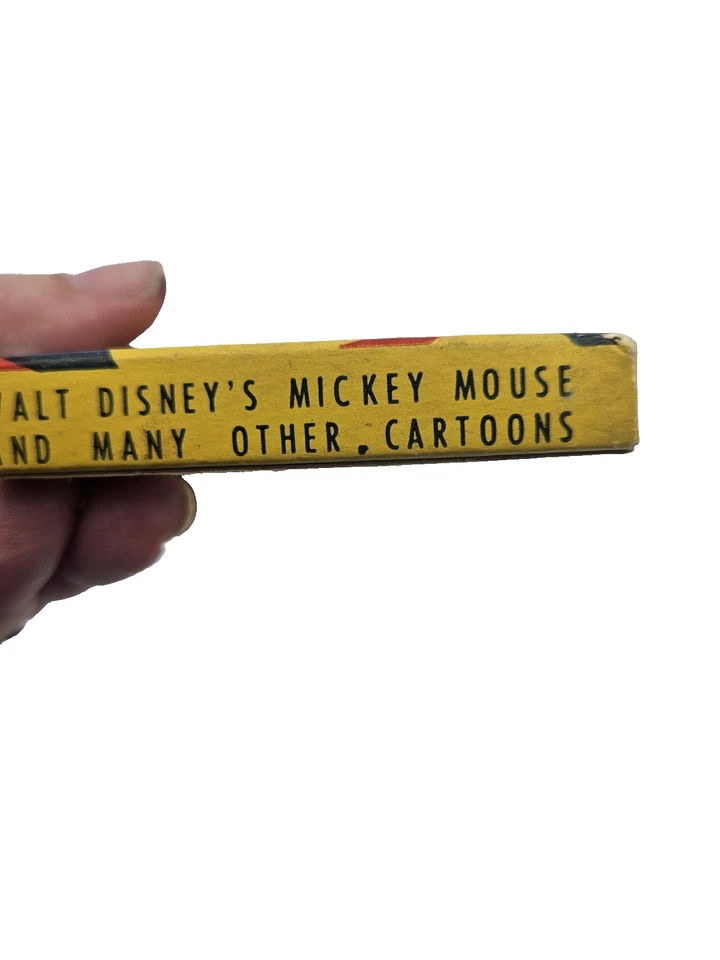 WALT DISNEY'S MICKEY MOUSE
AND MANY OTHER CARTOONS